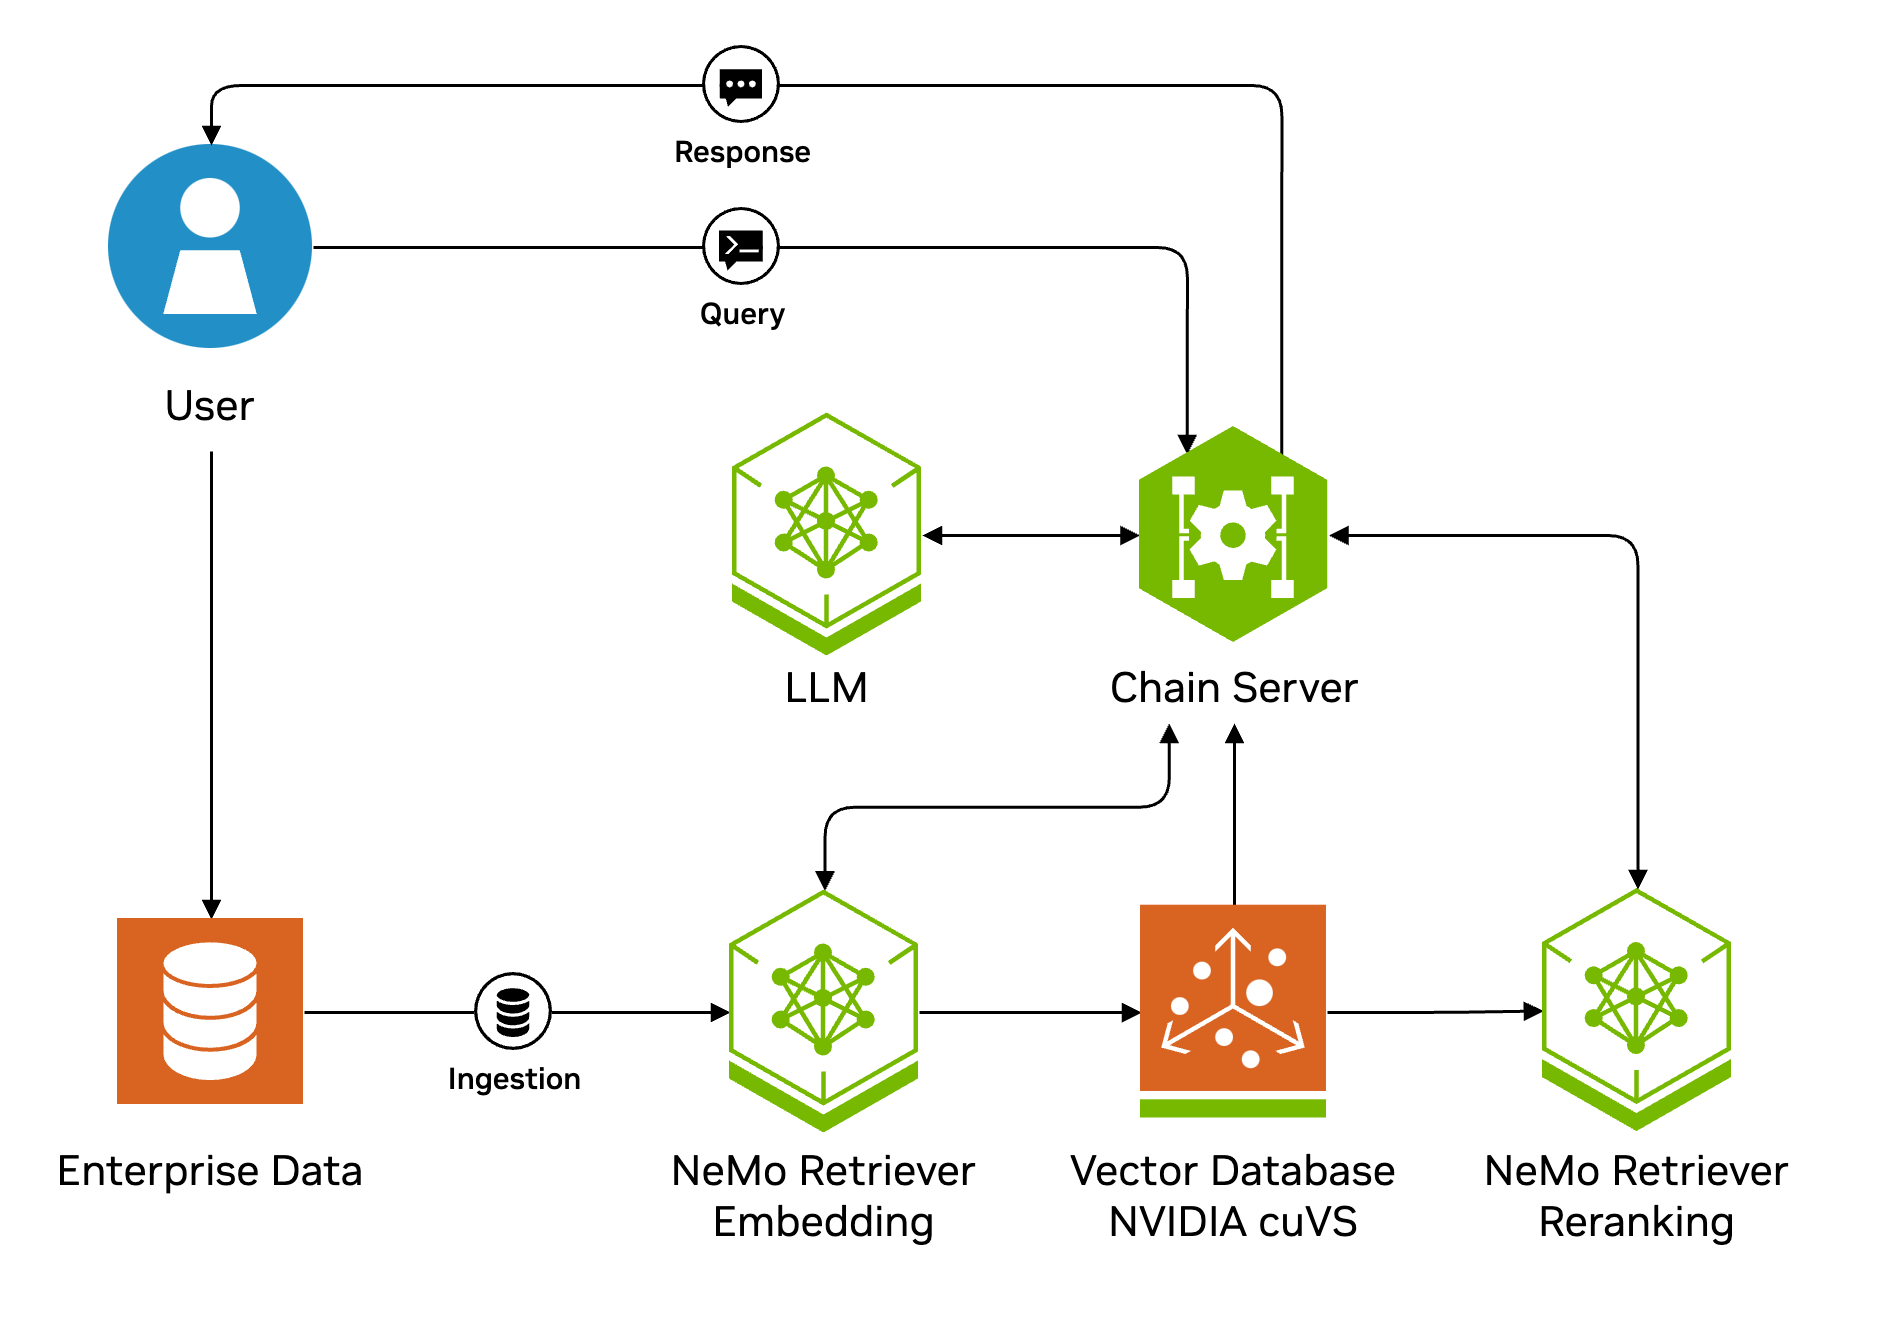 Response
Query
User
LLM
Chain Server
Ingestion
Enterprise Data
NeMo Retriever
Embedding
Vector Database
NVIDIA cuVS
NeMo Retriever
Reranking